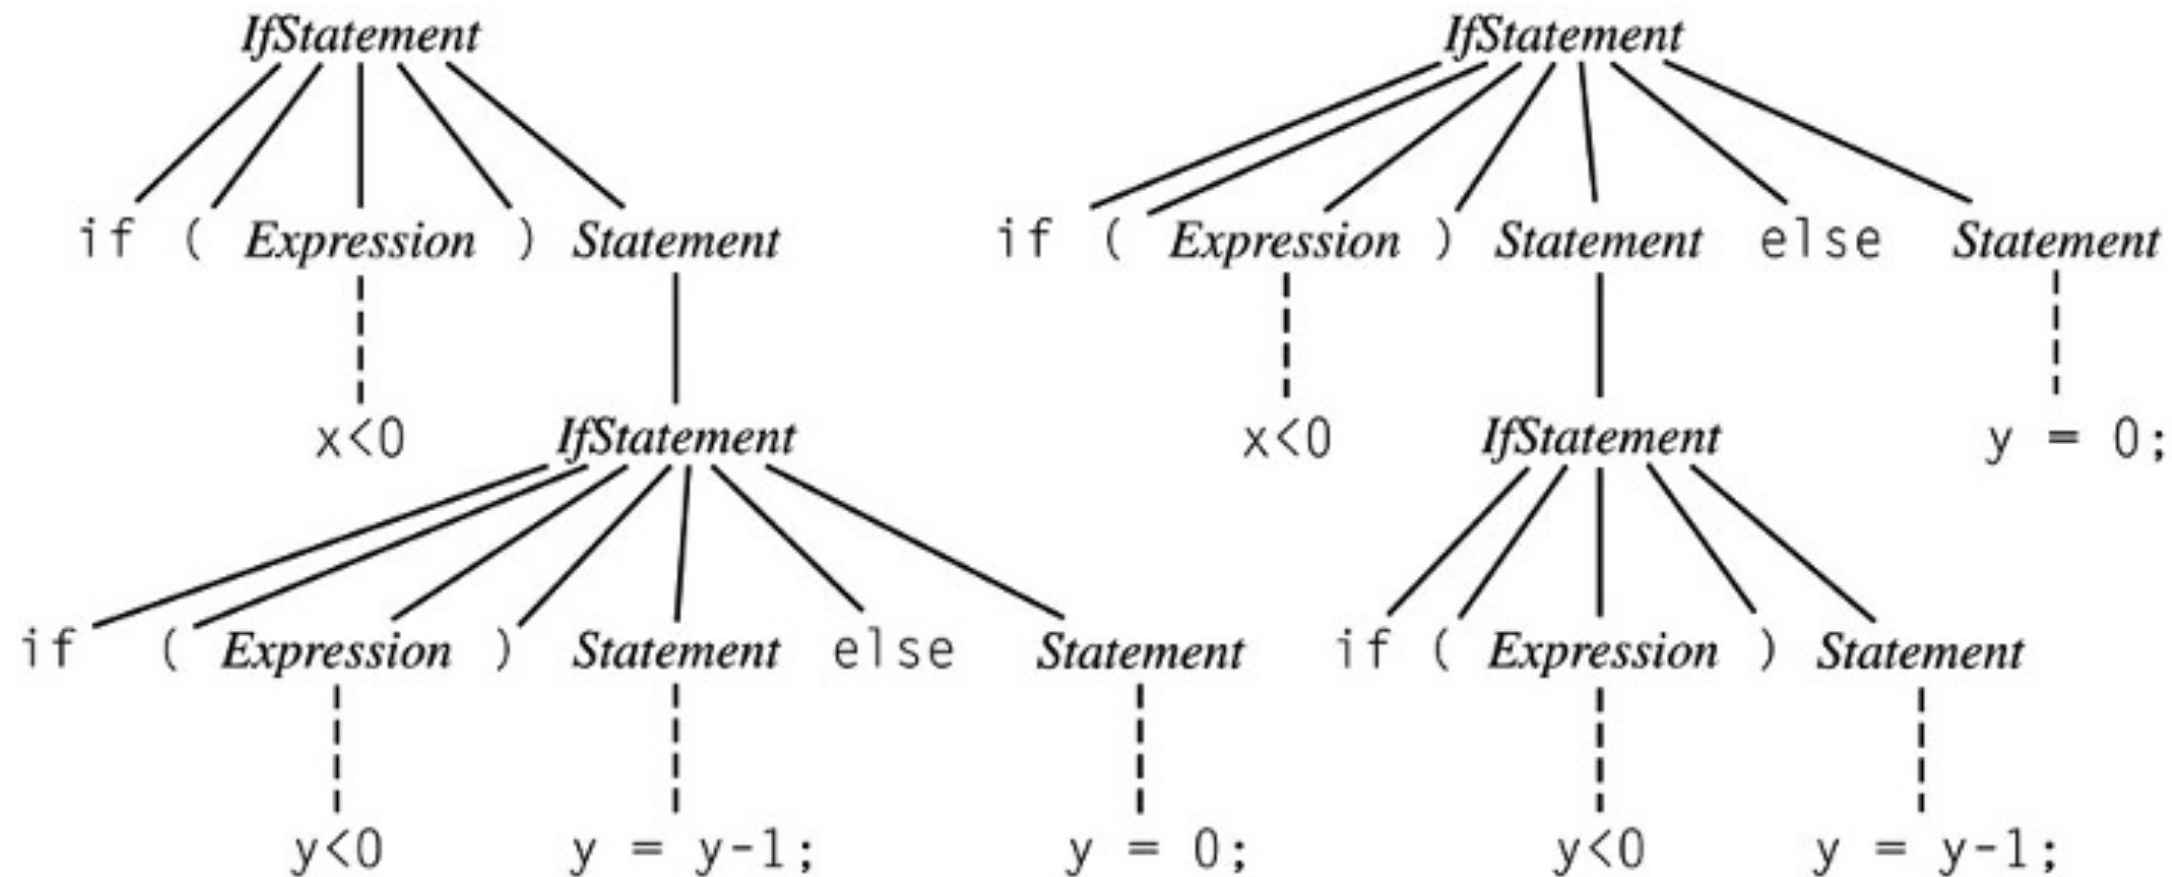 IfStatement IfStatement
if ( Expression ) Statement if ( Expression ) Statement else Statement
x<0 IfStatement x<0 IfStatement y = 0;
if ( Expression ) Statement else Statement if ( Expression ) Statement
y<0 y = y-1; y = 0; y<0 y = y-1;